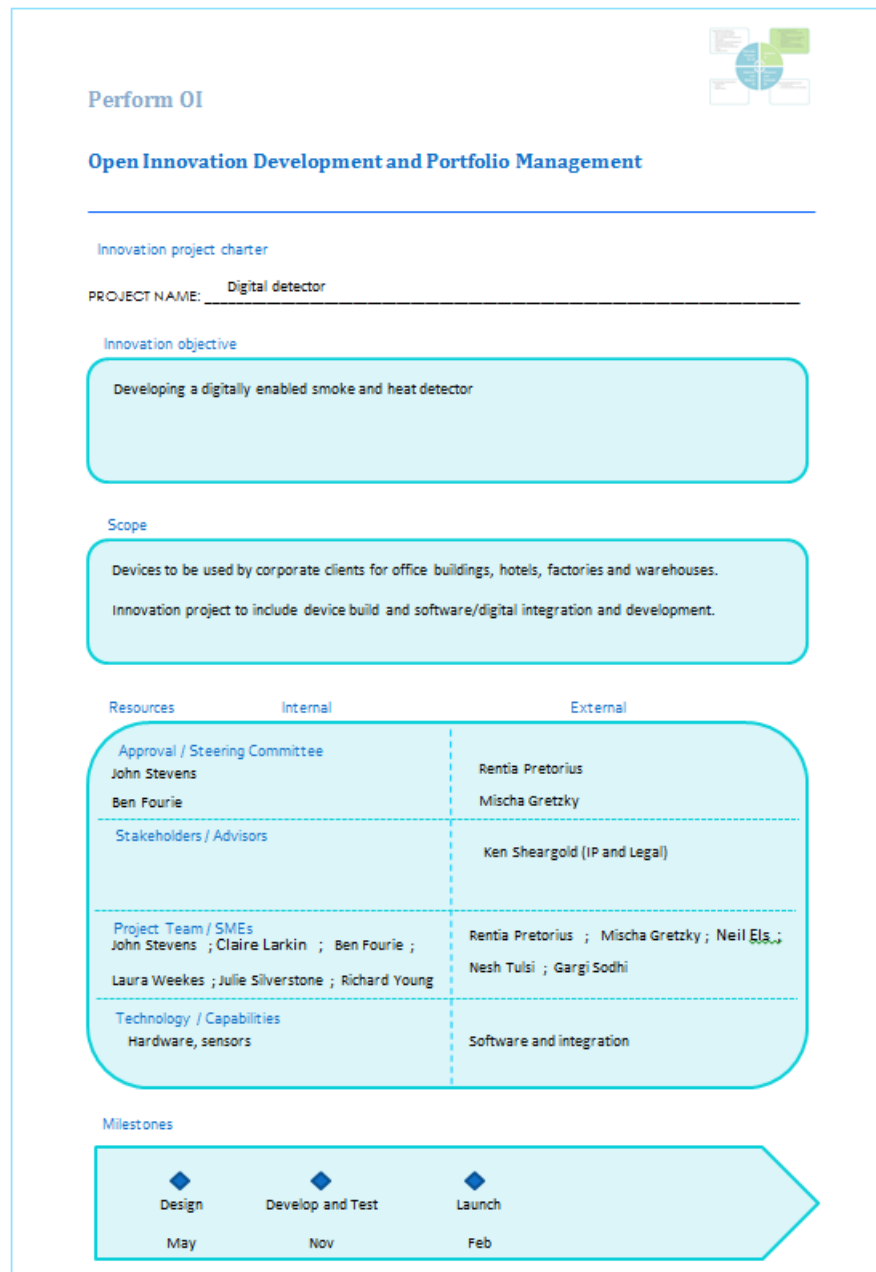 Perform OI
Open Innovation Development and Portfolio Management
Innovation project charter
PROJECT NAME: Digital detector
Innovation objective
Developing a digitally enabled smoke and heat detector
Scope
Devices to be used by corporate clients for office buildings, hotels, factories and warehouses.
Innovation project to include device build and software/digital integration and development.
Resources Internal External
Approval / Steering Committee
John Stevens
Ben Fourie
Rentia Pretorius
Mischa Gretzky
Stakeholders / Advisors
Ken Sheargold (IP and Legal)
Project Team / SMEs
John Stevens ; Claire Larkin ; Ben Fourie ;
Laura Weekes ; Julie Silverstone ; Richard Young
Rentia Pretorius ; Mischa Gretzky ; Neil Els ;
Nesh Tulsi ; Gargi Sodhi
Technology / Capabilities
Hardware, sensors
Software and integration
Milestones
Design Develop and Test Launch
May Nov Feb